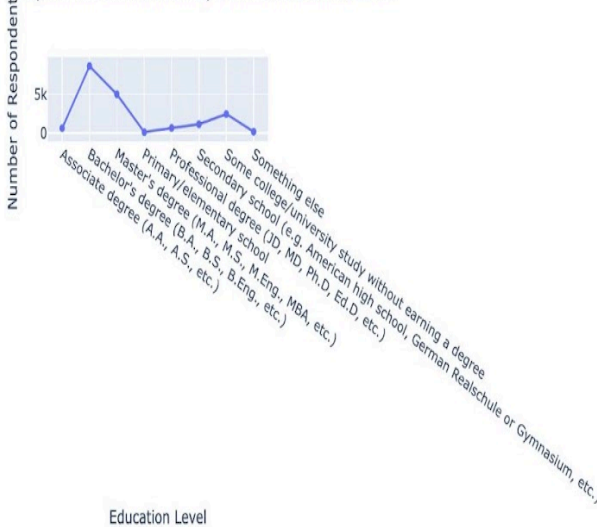 Number of Respondent
5k
0
Associate degree (A.A., A.S., etc.)
Bachelor's degree (B.A., B.S., B.Eng., etc.)
Master's degree (M.A., M.S., M.Eng., MBA, etc.)
Primary/elementary school
Professional degree (JD, MD, Ph.D, Ed.D, etc.)
Secondary school (e.g. American high school, German Realschule or Gymnasium, etc.)
Some college/university study without earning a degree
Something else
Education Level